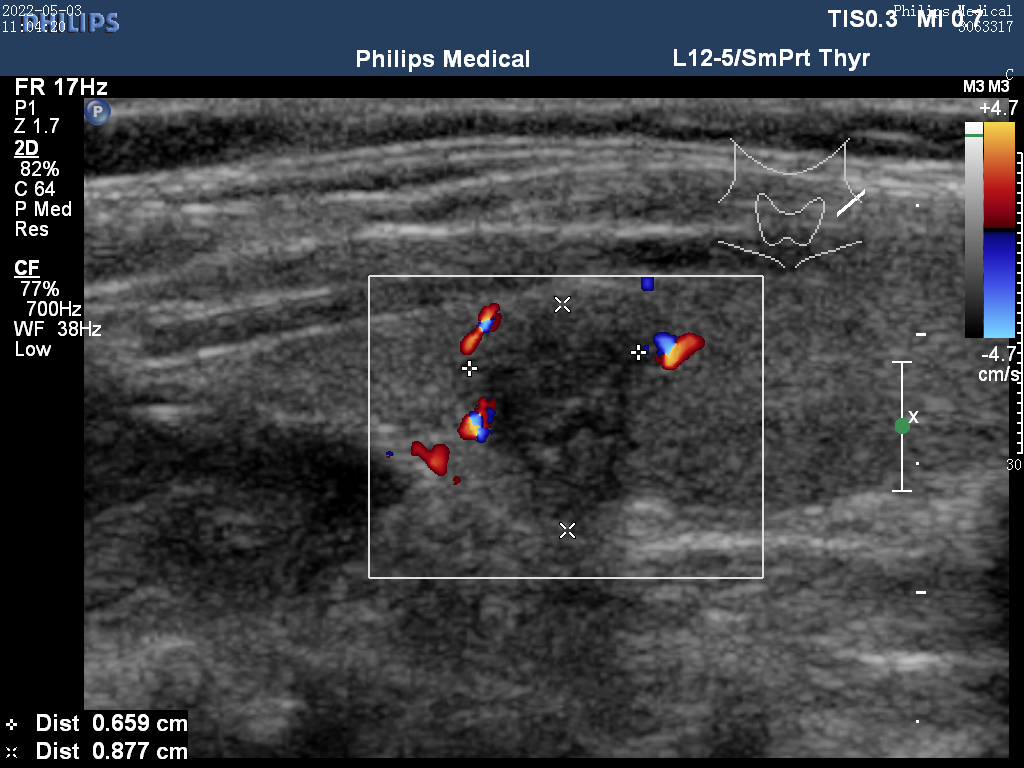 2022-05-03
11:04:20
PHILIPS
TIS0.3 MI 0.7
Philips Medical
3063317
Philips Medical
L12-5/SmPrt Thyr
C
FR 17Hz
M3 M3
P1
+4.7
Z 1.7
2D
82%
C 64
P Med
Res
CF
77%
700Hz
WF 38Hz
Low
-4.7
cm/s
x
30
Dist 0.659 cm
Dist 0.877 cm
P